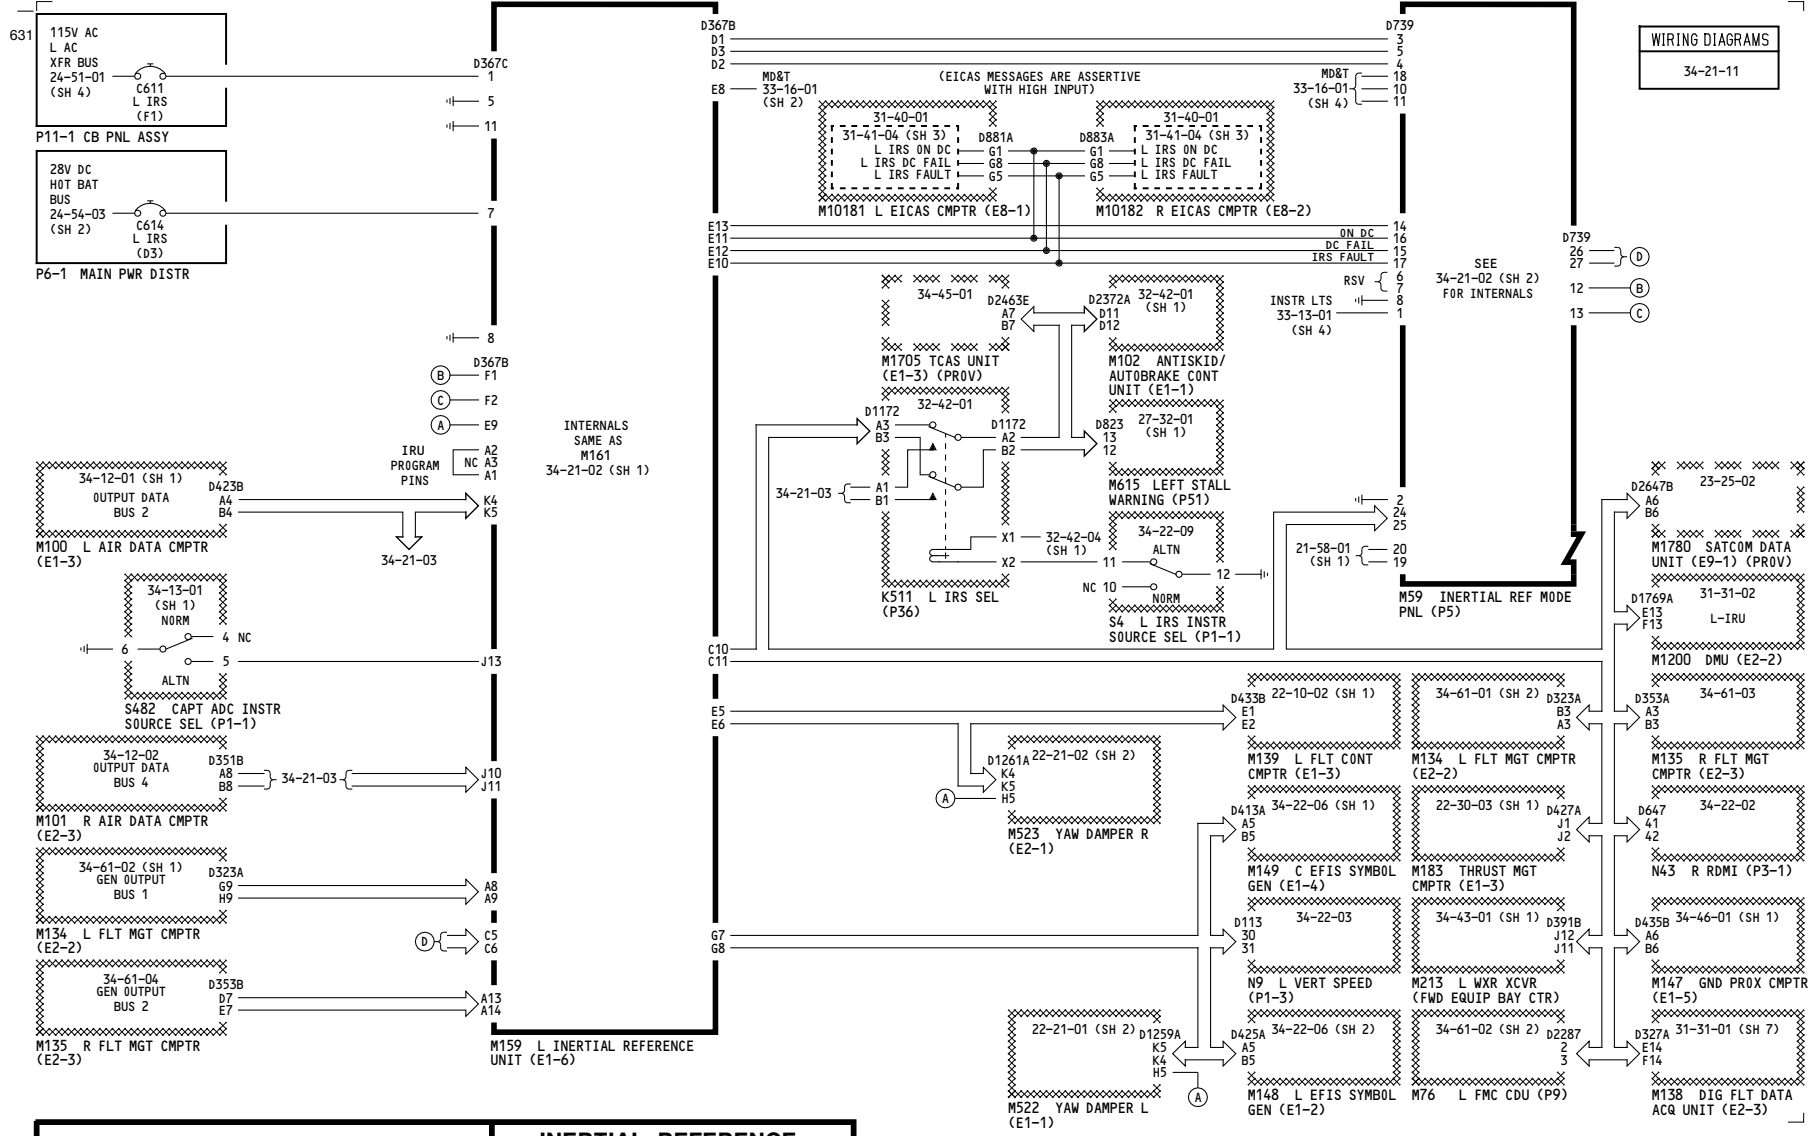 631
115V AC
L AC
XFR BUS
24-51-01
(SH 4)
C611
L IRS
(F1)
P11-1 CB PNL ASSY
28V DC
HOT BAT
BUS
24-54-03
(SH 2)
C614
L IRS
(D3)
P6-1 MAIN PWR DISTR
D367C
1
5
11
7
8
D367B
B F1
C F2
A E9
IRU
PROGRAM
PINS
NC
A2
A3
A1
34-12-01 (SH 1)
OUTPUT DATA
BUS 2
D423B
A4
B4
K4
K5
34-21-03
M100 L AIR DATA CMPTR
(E1-3)
34-13-01
(SH 1)
NORM
4 NC
6
5
J13
ALTN
S482 CAPT ADC INSTR
SOURCE SEL (P1-1)
34-12-02
OUTPUT DATA
BUS 4
D351B
A8
B8
34-21-03
J10
J11
M101 R AIR DATA CMPTR
(E2-3)
34-61-02 (SH 1)
GEN OUTPUT
BUS 1
D323A
G9
H9
A8
A9
M134 L FLT MGT CMPTR
(E2-2)
D
C5
C6
34-61-04
GEN OUTPUT
BUS 2
D353B
D7
E7
A13
A14
M135 R FLT MGT CMPTR
(E2-3)
INTERNALS
SAME AS
M161
34-21-02 (SH 1)
M159 L INERTIAL REFERENCE
UNIT (E1-6)
D367B
D1
D3
D2
E8
MD&T
33-16-01
(SH 2)
(EICAS MESSAGES ARE ASSERTIVE
WITH HIGH INPUT)
31-40-01
31-41-04 (SH 3)
L IRS ON DC
L IRS DC FAIL
L IRS FAULT
D881A
G1
G8
G5
M10181 L EICAS CMPTR (E8-1)
D883A
G1
G8
G5
31-40-01
31-41-04 (SH 3)
L IRS ON DC
L IRS DC FAIL
L IRS FAULT
M10182 R EICAS CMPTR (E8-2)
E13
E11
E12
E10
ON DC
DC FAIL
IRS FAULT
34-45-01
D2463E
A7
B7
M1705 TCAS UNIT
(E1-3) (PROV)
D2372A
D11
D12
32-42-01
(SH 1)
M102 ANTISKID/
AUTOBRAKE CONT
UNIT (E1-1)
32-42-01
D1172
A3
B3
D1172
A2
B2
34-21-03
A1
B1
X1
32-42-04
(SH 1)
X2
K511 L IRS SEL
(P36)
D823
13
12
27-32-01
(SH 1)
M615 LEFT STALL
WARNING (P51)
34-22-09
ALTN
11
12
NC 10
NORM
S4 L IRS INSTR
SOURCE SEL (P1-1)
C10
C11
E5
E6
G7
G8
D739
3
5
4
MD&T
33-16-01
(SH 4)
18
10
11
14
16
15
17
RSV
6
7
8
INSTR LTS
33-13-01
(SH 4)
1
2
24
25
21-58-01
(SH 1)
20
19
SEE
34-21-02 (SH 2)
FOR INTERNALS
M59 INERTIAL REF MODE
PNL (P5)
D739
26
27
D
12 B
13 C
WIRING DIAGRAMS
34-21-11
D2647B
A6
B6
23-25-02
M1780 SATCOM DATA
UNIT (E9-1) (PROV)
D1769A
E13
F13
31-31-02
L-IRU
M1200 DMU (E2-2)
D433B
E1
E2
22-10-02 (SH 1)
M139 L FLT CONT
CMPTR (E1-3)
34-61-01 (SH 2)
D323A
B3
A3
M134 L FLT MGT CMPTR
(E2-2)
D353A
A3
B3
34-61-03
M135 R FLT MGT
CMPTR (E2-3)
D1261A
K4
K5
H5
A
22-21-02 (SH 2)
M523 YAW DAMPER R
(E2-1)
D413A
A5
B5
34-22-06 (SH 1)
M149 C EFIS SYMBOL
GEN (E1-4)
22-30-03 (SH 1)
D427A
J1
J2
M183 THRUST MGT
CMPTR (E1-3)
D647
41
42
34-22-02
N43 R RDMI (P3-1)
D113
30
31
34-22-03
N9 L VERT SPEED
(P1-3)
34-43-01 (SH 1)
D391B
J12
J11
M213 L WXR XCVR
(FWD EQUIP BAY CTR)
D435B
A6
B6
34-46-01 (SH 1)
M147 GND PROX CMPTR
(E1-5)
22-21-01 (SH 2)
D1259A
K5
K4
H5
A
M522 YAW DAMPER L
(E1-1)
D425A
A5
B5
34-22-06 (SH 2)
M148 L EFIS SYMBOL
GEN (E1-2)
34-61-02 (SH 2)
D2287
2
3
M76 L FMC CDU (P9)
D327A
E14
F14
31-31-01 (SH 7)
M138 DIG FLT DATA
ACQ UNIT (E2-3)
INERTIAL REFERENCE